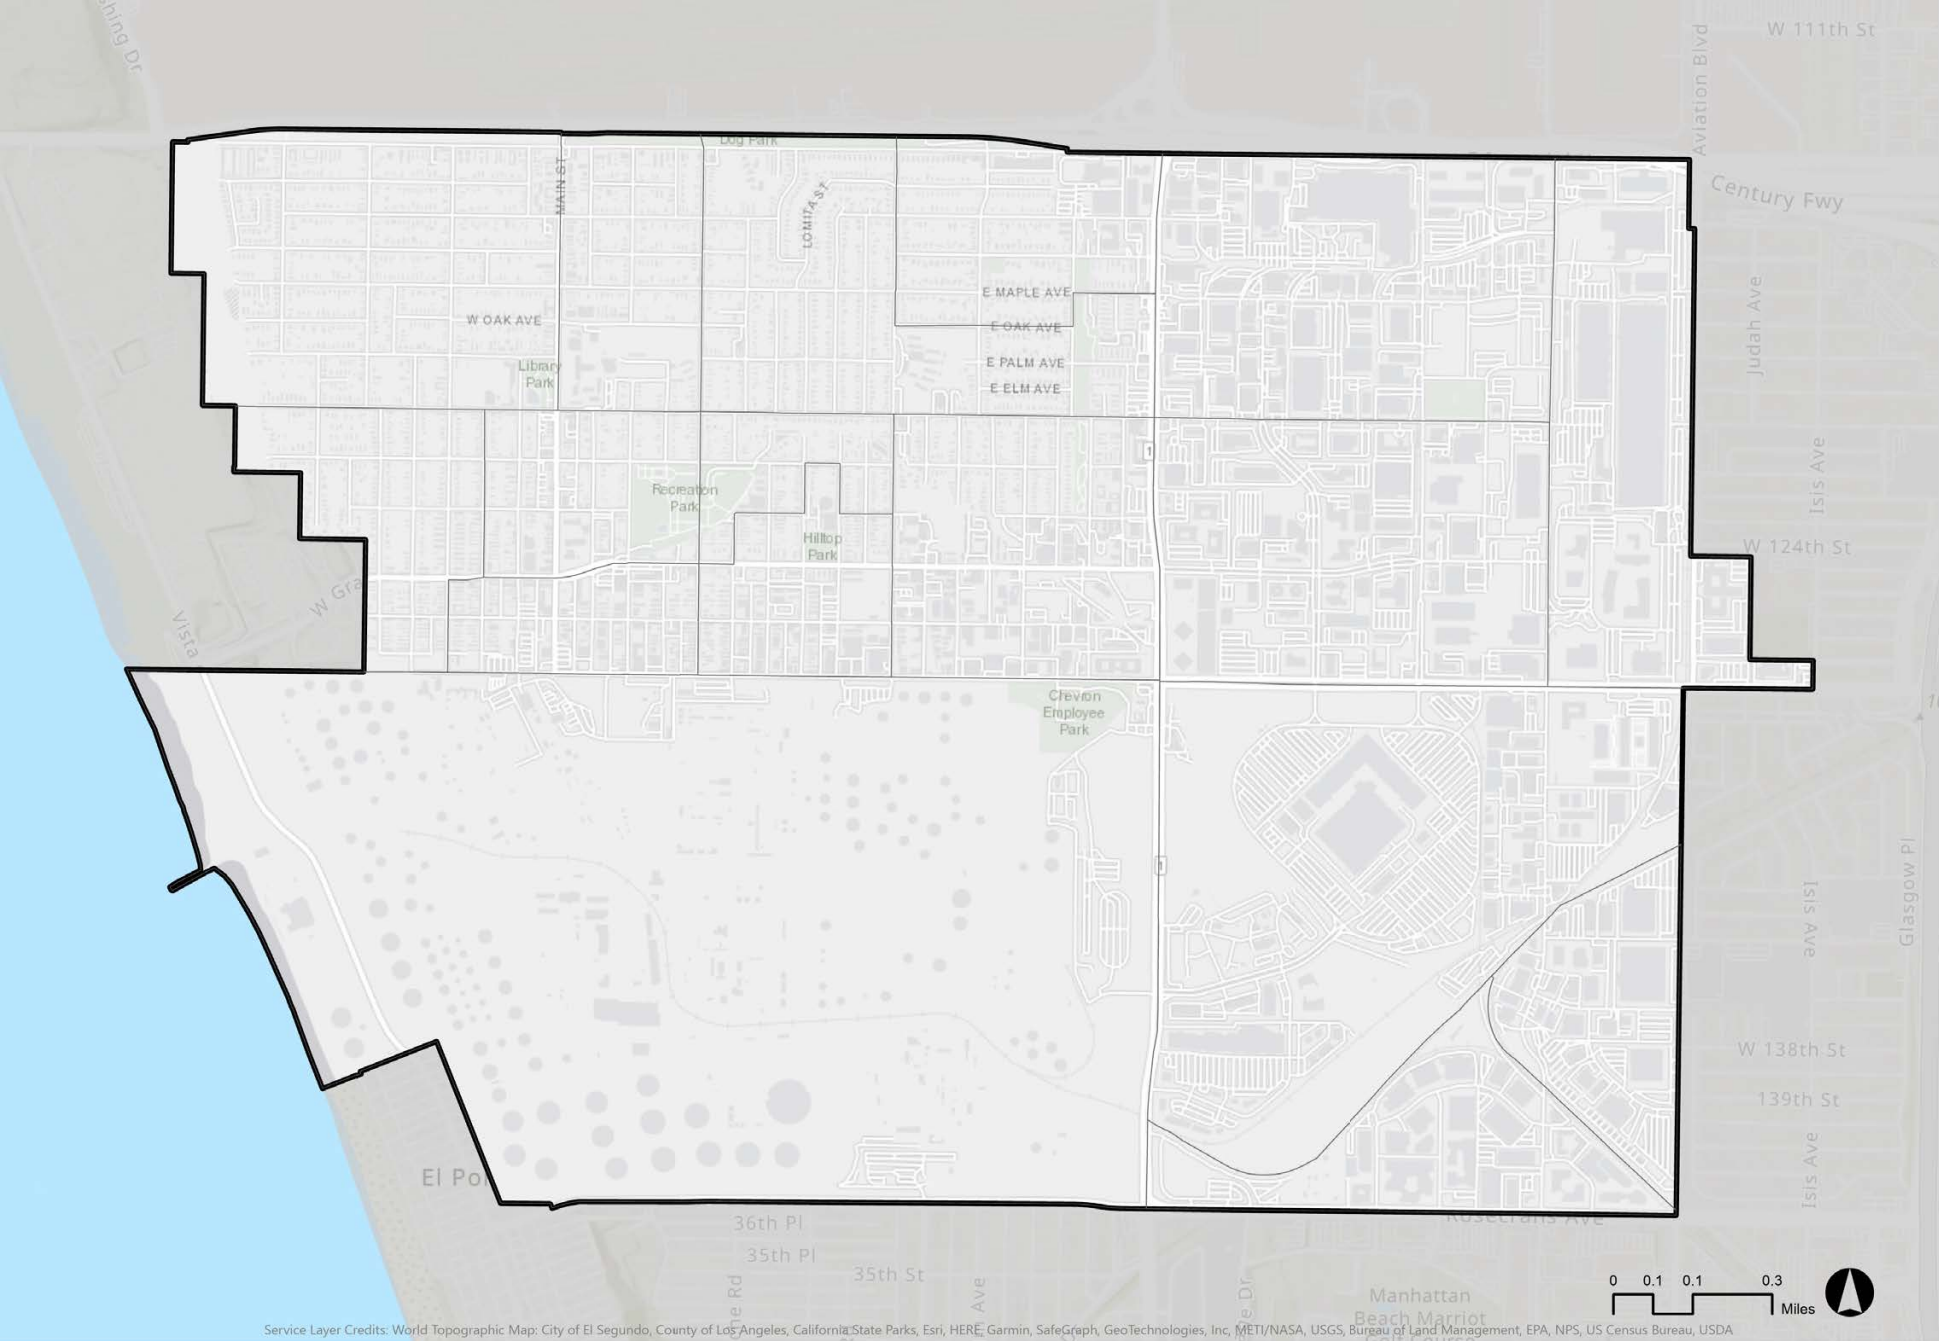 W 111th St
Aviation Blvd
Dog Park
Century Fwy
MAIN ST
LOMITA ST
E MAPLE AVE
W OAK AVE
E OAK AVE
Judah Ave
E PALM AVE
Library
Park
E ELM AVE
1
Isis Ave
Recreation
Park
Hilltop
Park
W 124th St
W Gra
Vista
Chevron
Employee
Park
1
Isis Ave
Glasgow Pl
W 138th St
139th St
El Po
Isis Ave
36th Pl
Rosecrans Ave
35th Pl
35th St
Manhattan
Beach Marriot
0 0.1 0.1 0.3
Miles
Service Layer Credits: World Topographic Map: City of El Segundo, County of Los Angeles, California State Parks, Esri, HERE, Garmin, SafeGraph, GeoTechnologies, Inc, METI/NASA, USGS, Bureau of Land Management, EPA, NPS, US Census Bureau, USDA